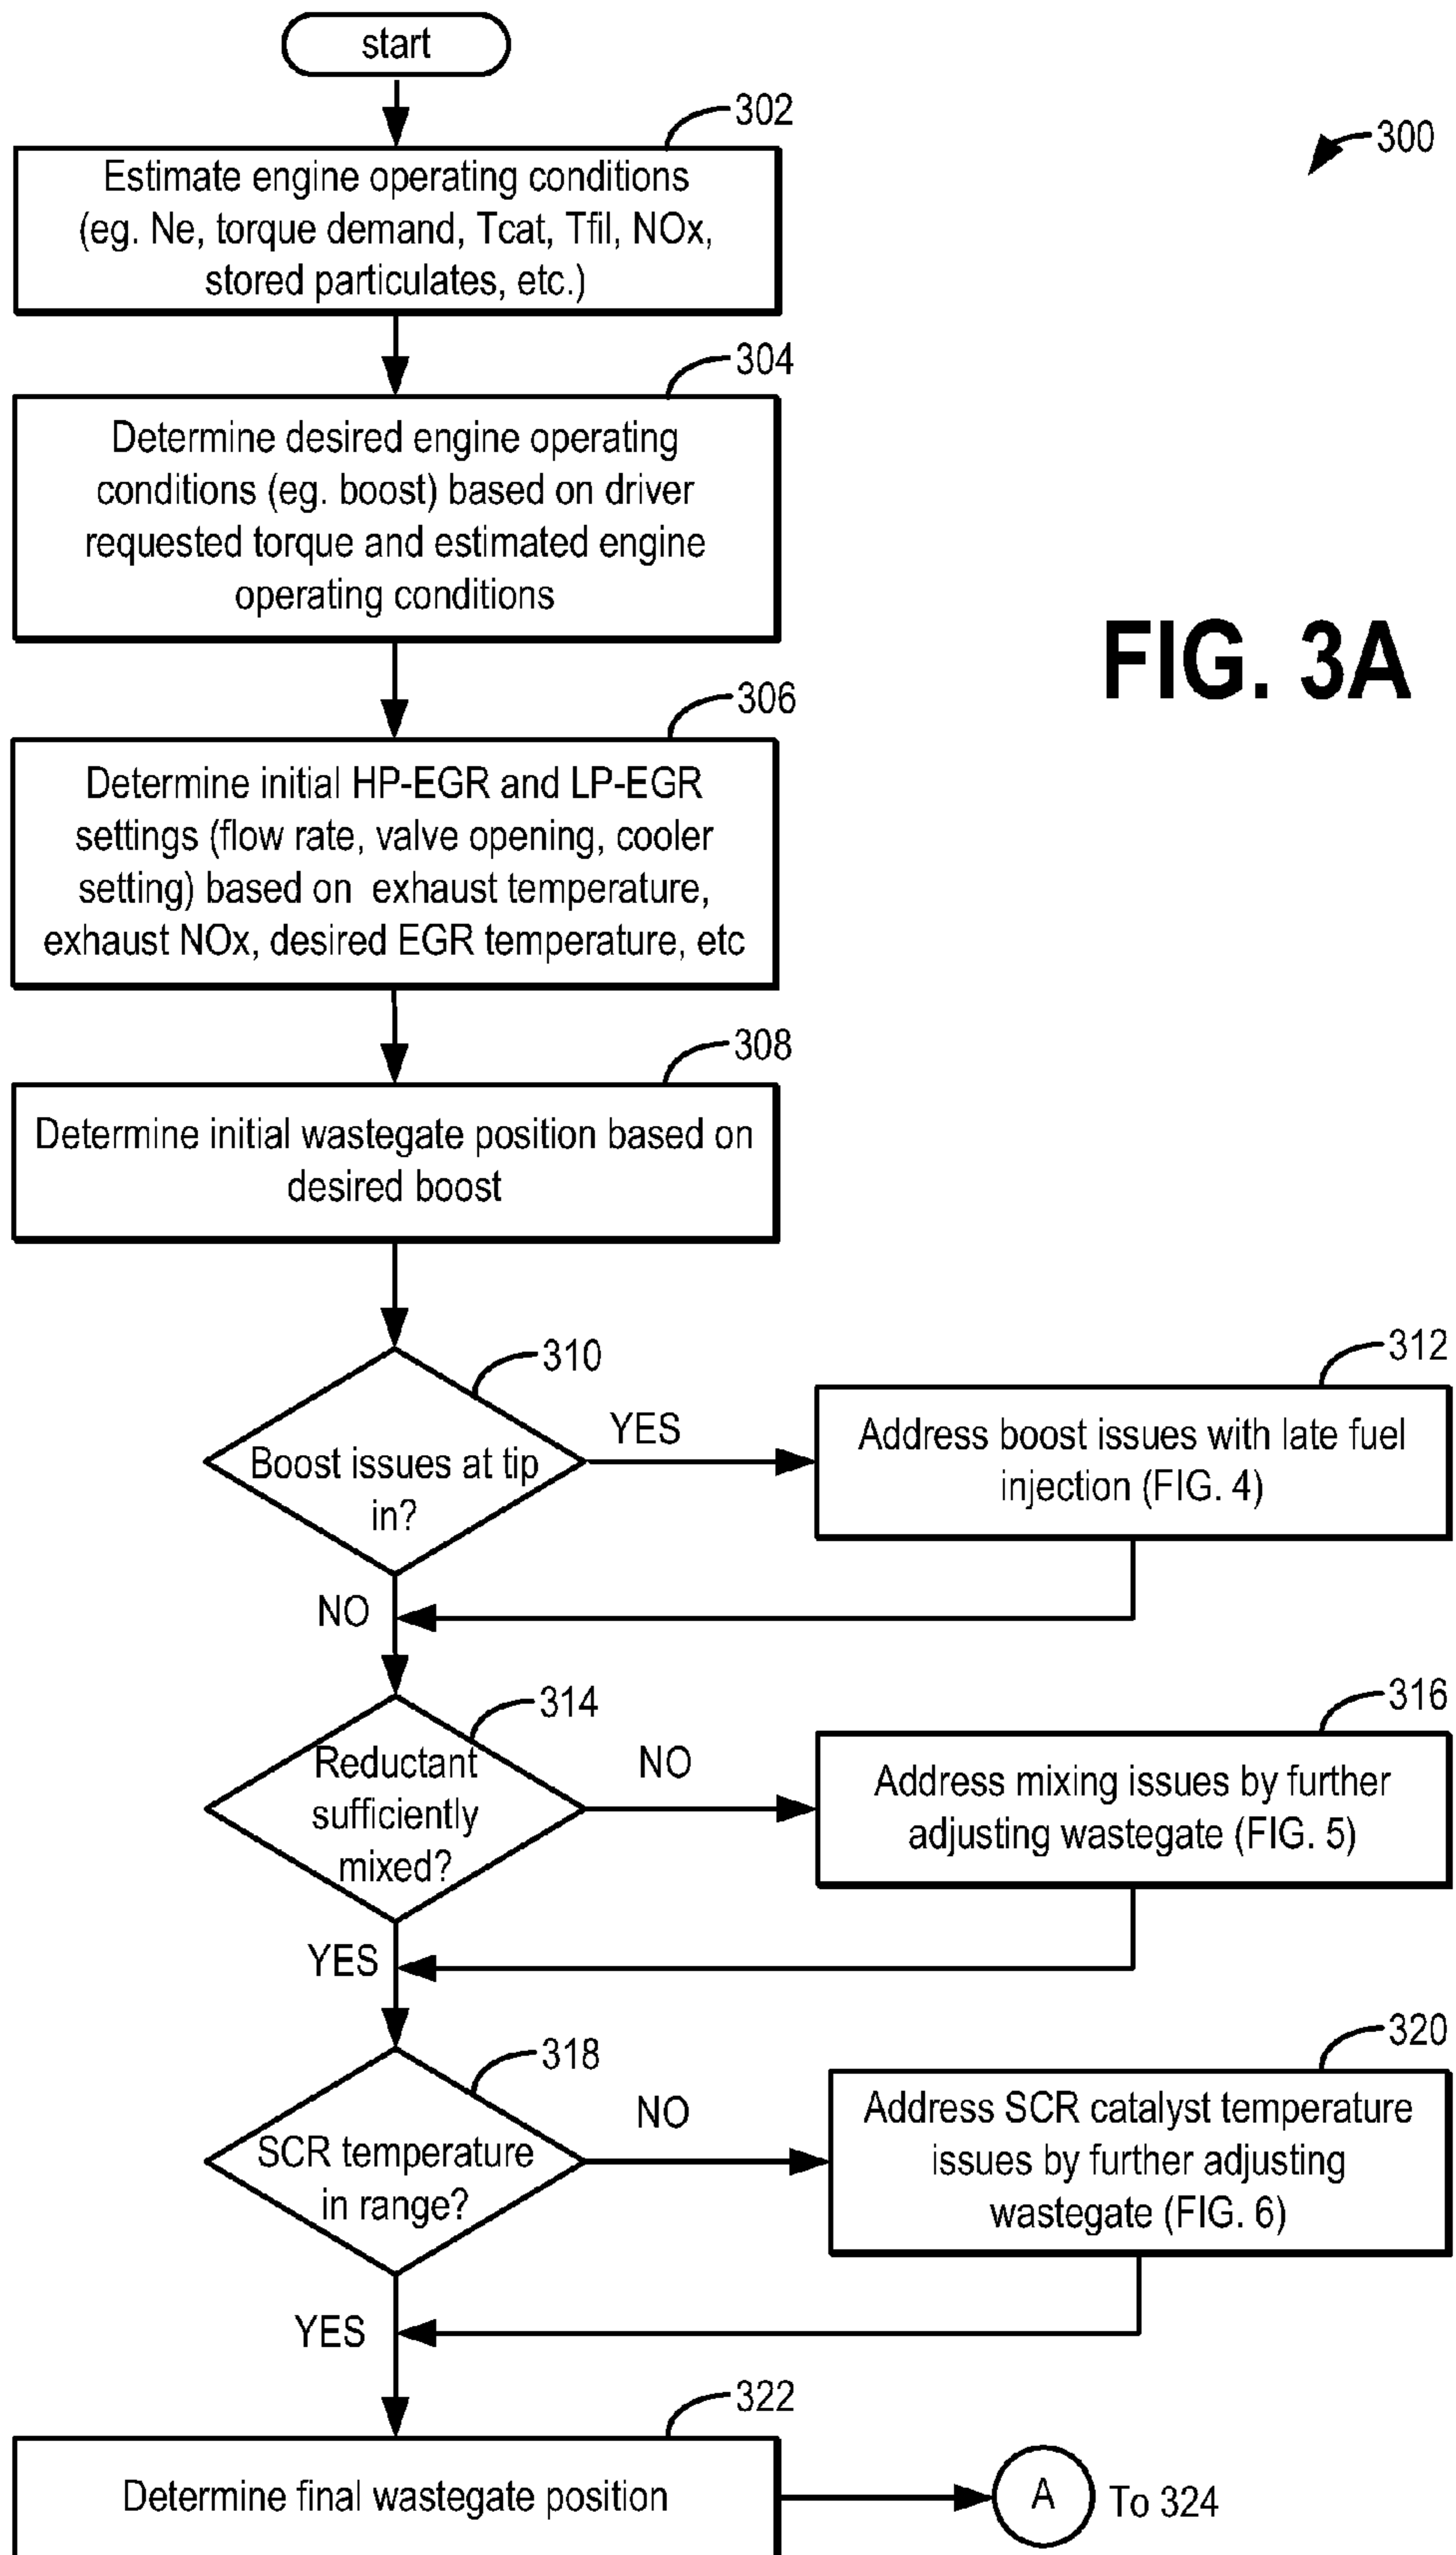 start
302
300
Estimate engine operating conditions
(eg. Ne, torque demand, Tcat, Tfil, NOx,
stored particulates, etc.)
304
Determine desired engine operating
conditions (eg. boost) based on driver
requested torque and estimated engine
operating conditions
FIG. 3A
306
Determine initial HP-EGR and LP-EGR
settings (flow rate, valve opening, cooler
setting) based on exhaust temperature,
exhaust NOx, desired EGR temperature, etc
308
Determine initial wastegate position based on
desired boost
310
Boost issues at tip
in?
YES
312
Address boost issues with late fuel
injection (FIG. 4)
NO
314
Reductant
sufficiently
mixed?
NO
316
Address mixing issues by further
adjusting wastegate (FIG. 5)
YES
318
SCR temperature
in range?
NO
320
Address SCR catalyst temperature
issues by further adjusting
wastegate (FIG. 6)
YES
322
Determine final wastegate position
A
To 324